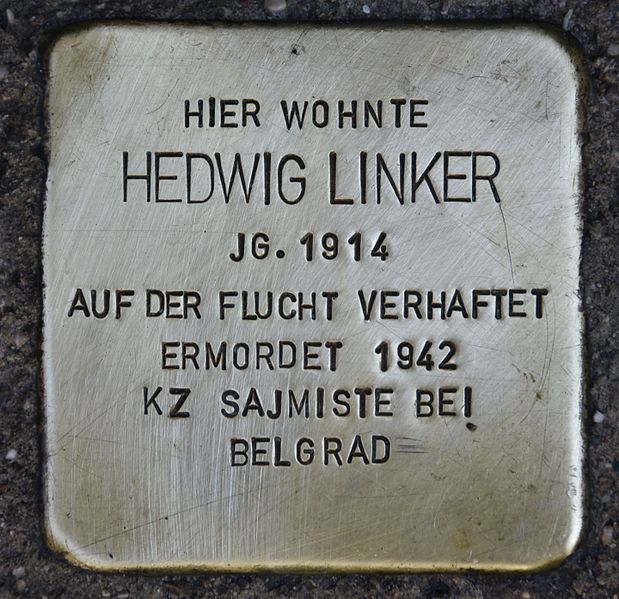 HIER WOHNTE
HEDWIG LINKER
JG. 1914
AUF DER FLUCHT VERHAFTET
ERMORDET 1942
KZ SAJMISTE BEI
BELGRAD